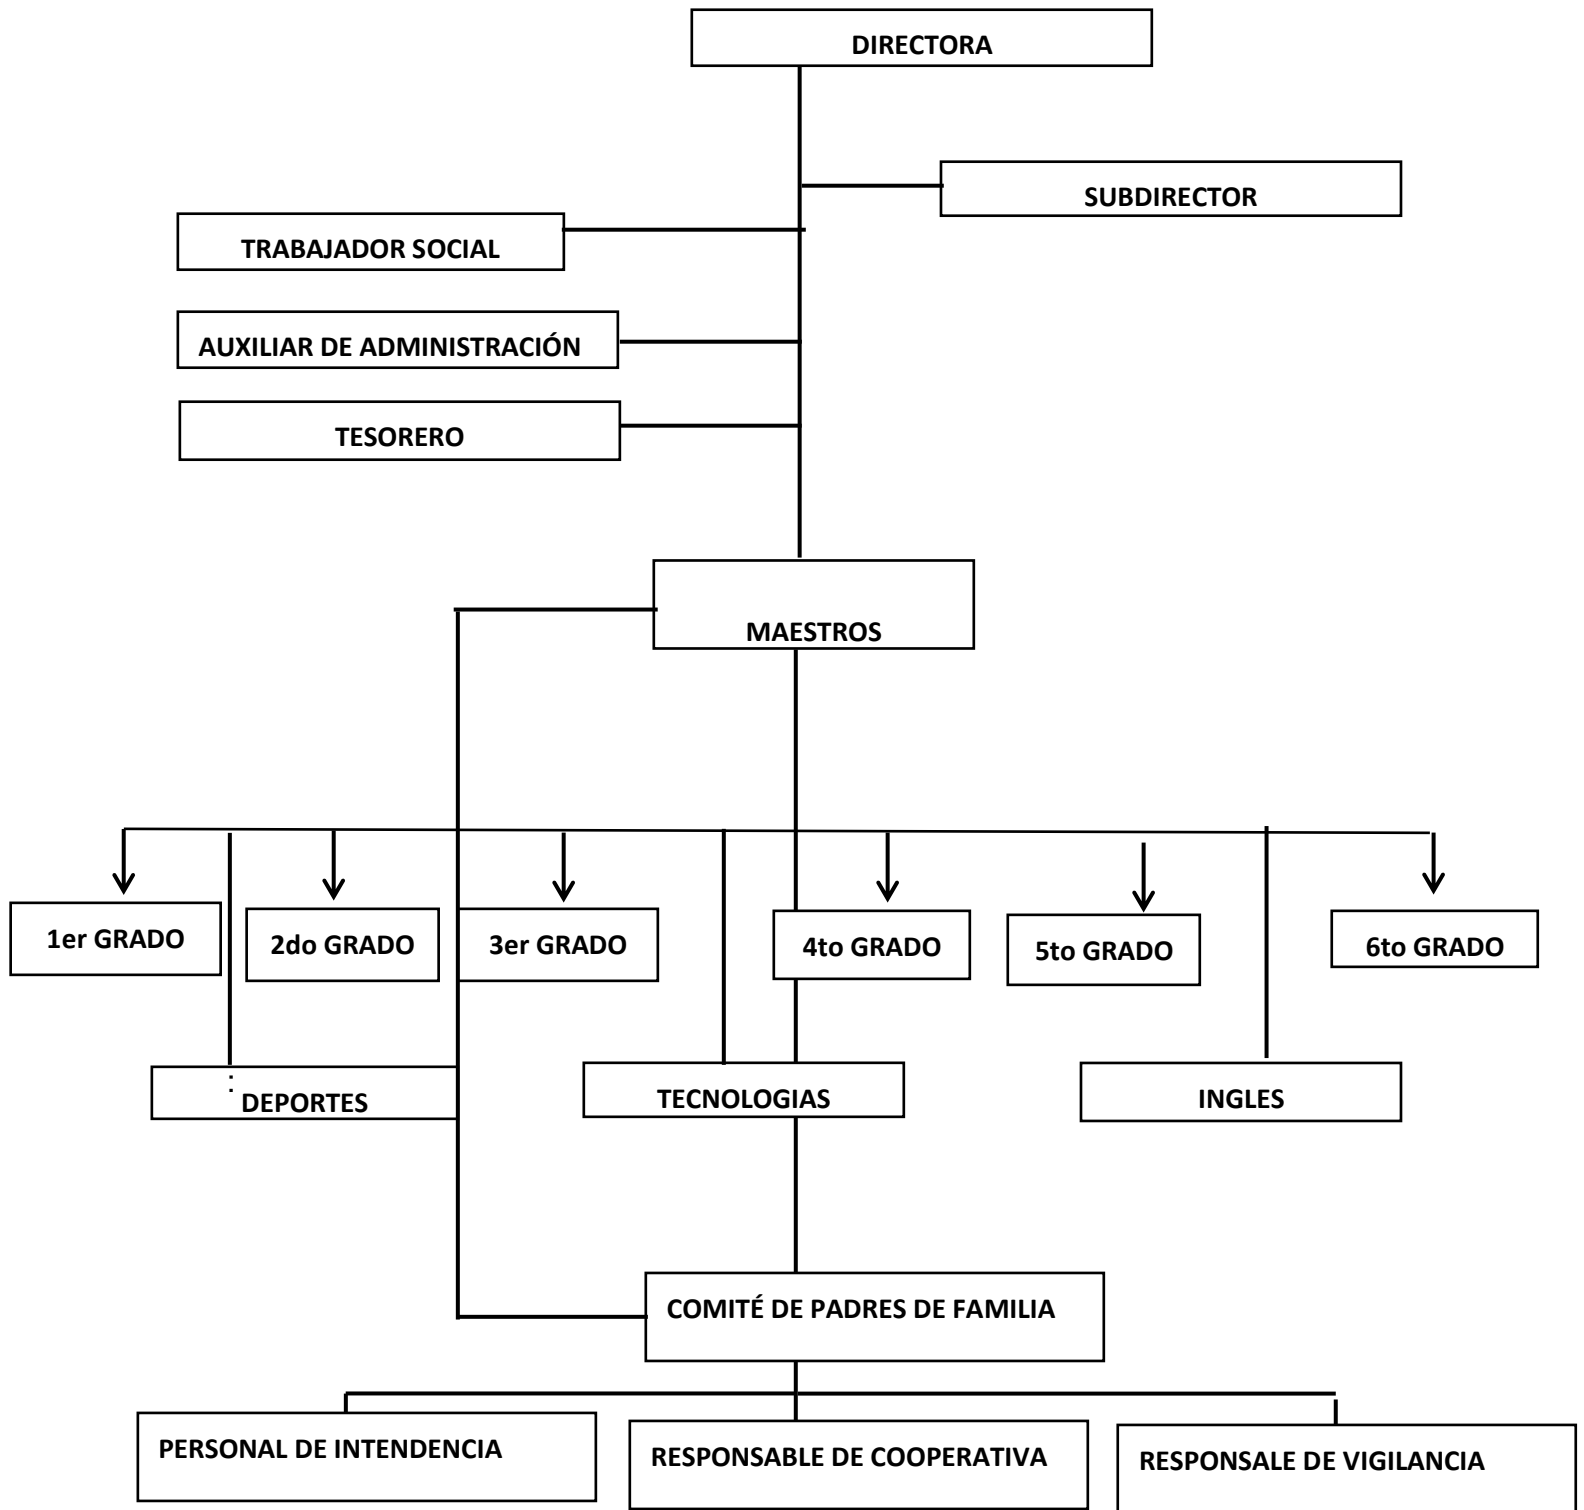 DIRECTORA
SUBDIRECTOR
TRABAJADOR SOCIAL
AUXILIAR DE ADMINISTRACIÓN
TESORERO
MAESTROS
1er GRADO
2do GRADO
3er GRADO
4to GRADO
5to GRADO
6to GRADO
:
DEPORTES
TECNOLOGIAS
INGLES
COMITÉ DE PADRES DE FAMILIA
PERSONAL DE INTENDENCIA
RESPONSABLE DE COOPERATIVA
RESPONSALE DE VIGILANCIA